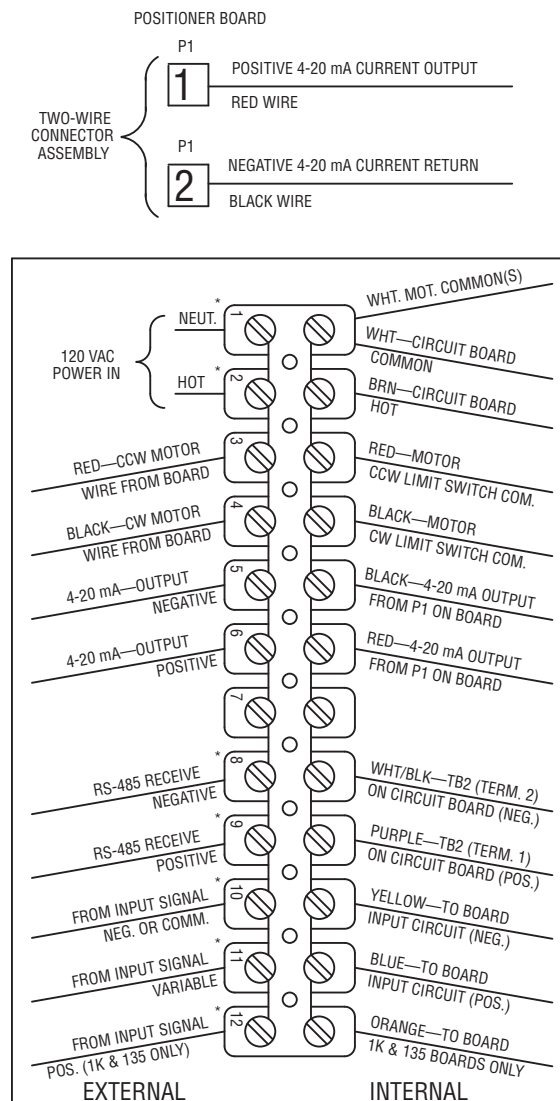 POSITIONER BOARD
P1
1
POSITIVE 4-20 mA CURRENT OUTPUT
RED WIRE
TWO-WIRE
CONNECTOR
ASSEMBLY
P1
2
NEGATIVE 4-20 mA CURRENT RETURN
BLACK WIRE
120 VAC
POWER IN
NEUT.
*
1
WHT. MOT. COMMON(S)
WHT—CIRCUIT BOARD
COMMON
HOT
*
2
BRN—CIRCUIT BOARD
HOT
RED—CCW MOTOR
WIRE FROM BOARD
3
RED—MOTOR
CCW LIMIT SWITCH COM.
BLACK—CW MOTOR
WIRE FROM BOARD
4
BLACK—MOTOR
CW LIMIT SWITCH COM.
4-20 mA—OUTPUT
NEGATIVE
5
BLACK—4-20 mA OUTPUT
FROM P1 ON BOARD
4-20 mA—OUTPUT
POSITIVE
6
RED—4-20 mA OUTPUT
FROM P1 ON BOARD
7
RS-485 RECEIVE
NEGATIVE
*
8
WHT/BLK—TB2 (TERM. 2)
ON CIRCUIT BOARD (NEG.)
RS-485 RECEIVE
POSITIVE
*
9
PURPLE—TB2 (TERM. 1)
ON CIRCUIT BOARD (POS.)
FROM INPUT SIGNAL
NEG. OR COMM.
*
10
YELLOW—TO BOARD
INPUT CIRCUIT (NEG.)
FROM INPUT SIGNAL
VARIABLE
*
11
BLUE—TO BOARD
INPUT CIRCUIT (POS.)
FROM INPUT SIGNAL
POS. (1K & 135 ONLY)
*
12
ORANGE—TO BOARD
1K & 135 BOARDS ONLY
EXTERNAL
INTERNAL